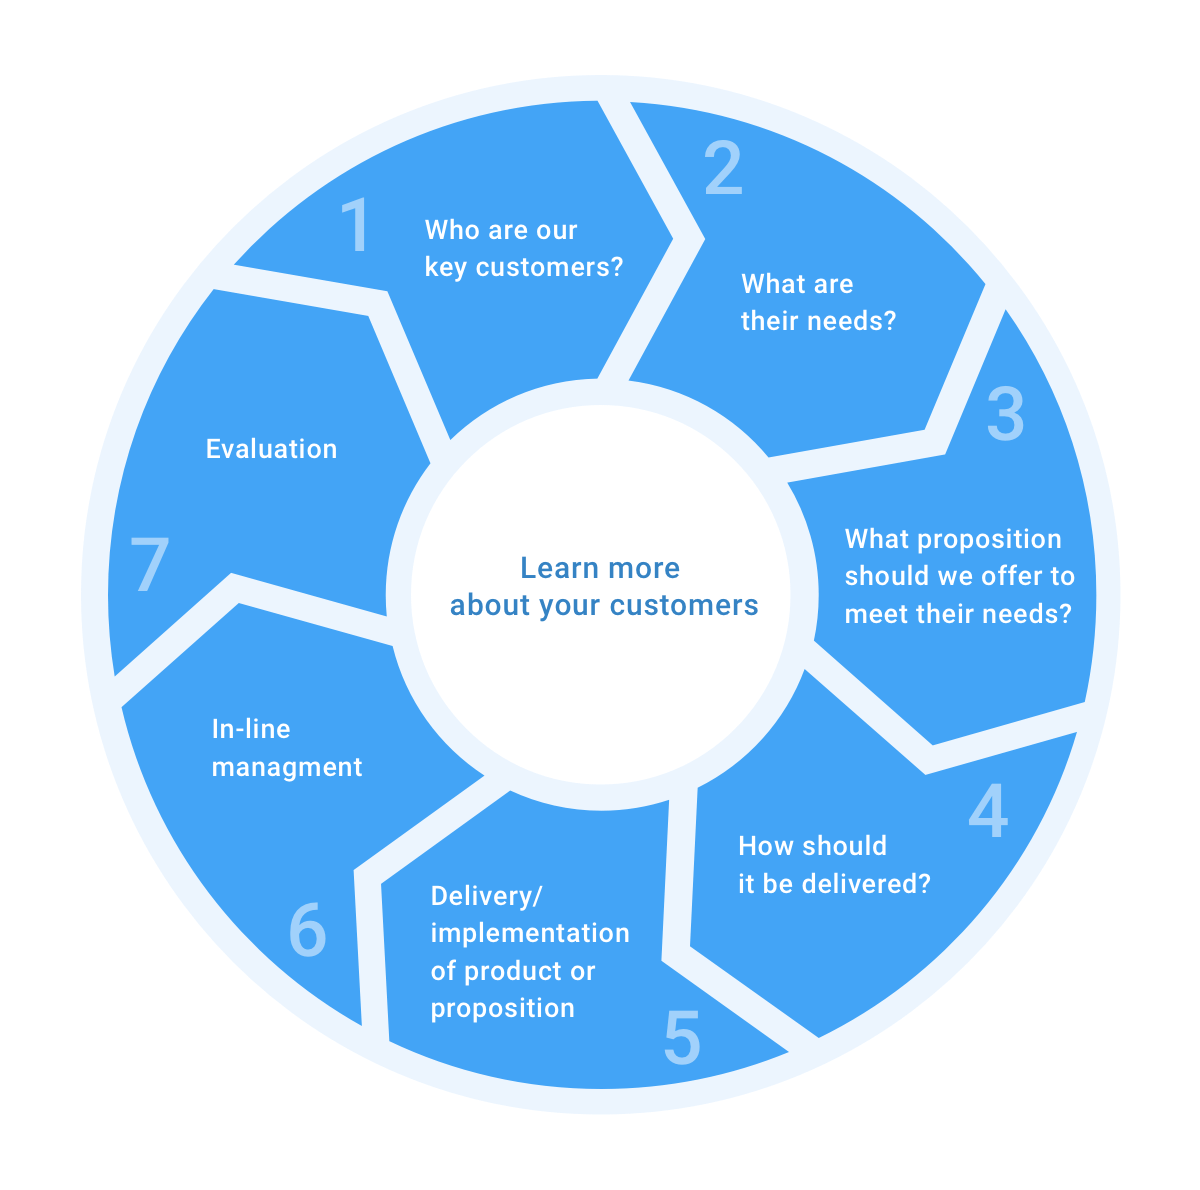 1
Who are our
key customers?
2
What are
their needs?
3
What proposition
should we offer to
meet their needs?
4
How should
it be delivered?
5
Delivery/
implementation
of product or
proposition
6
In-line
managment
7
Evaluation
Learn more
about your customers